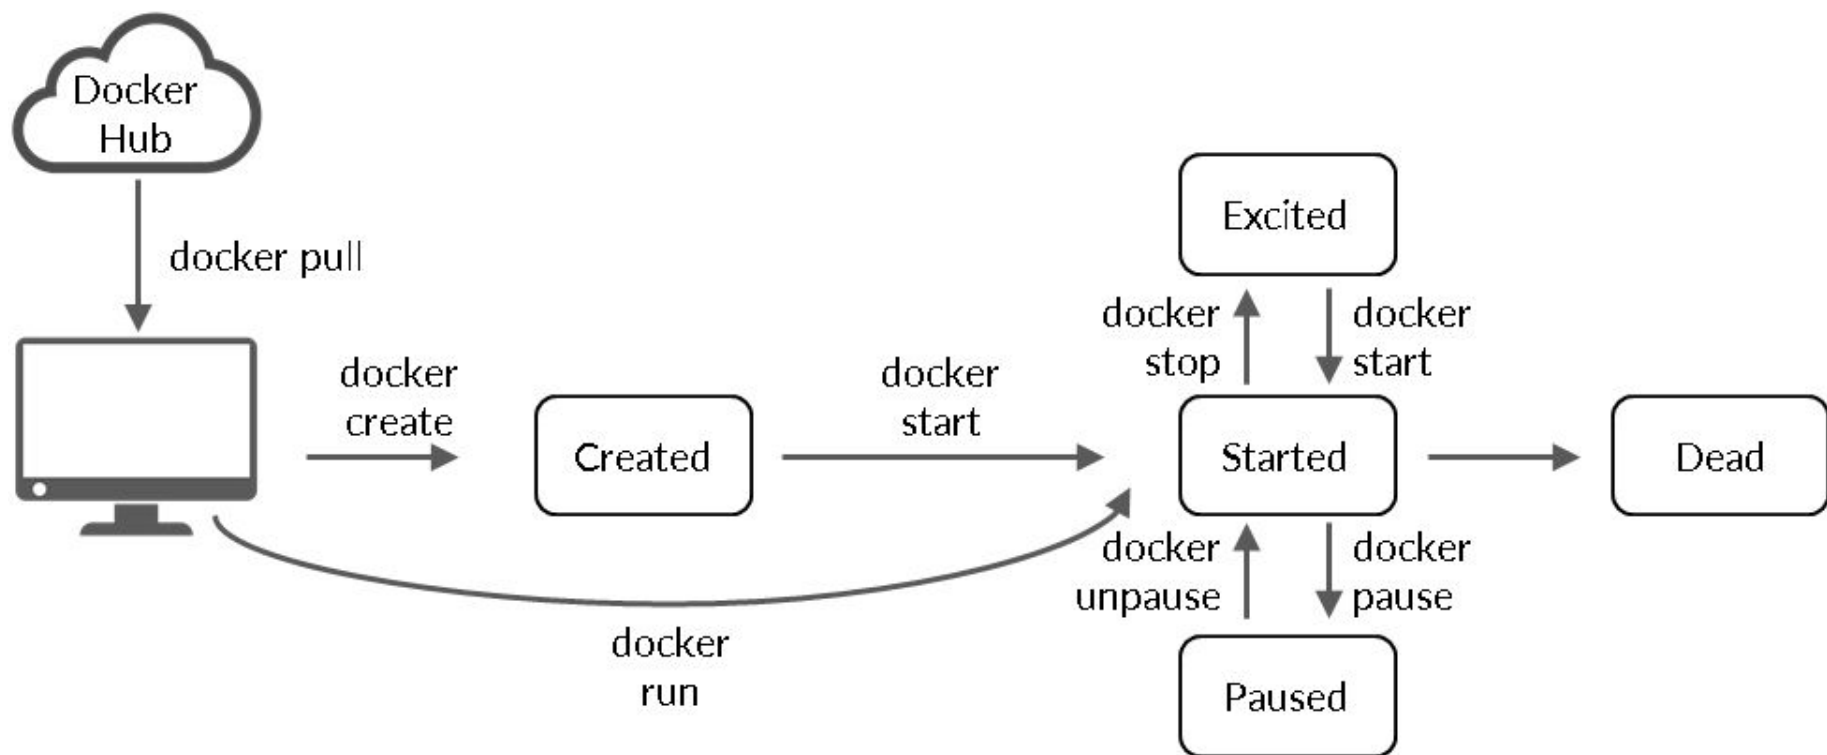 Docker
Hub
docker pull
docker
create
Created
docker
start
docker
run
Excited
docker
stop
docker
start
Started
Dead
docker
unpause
docker
pause
Paused